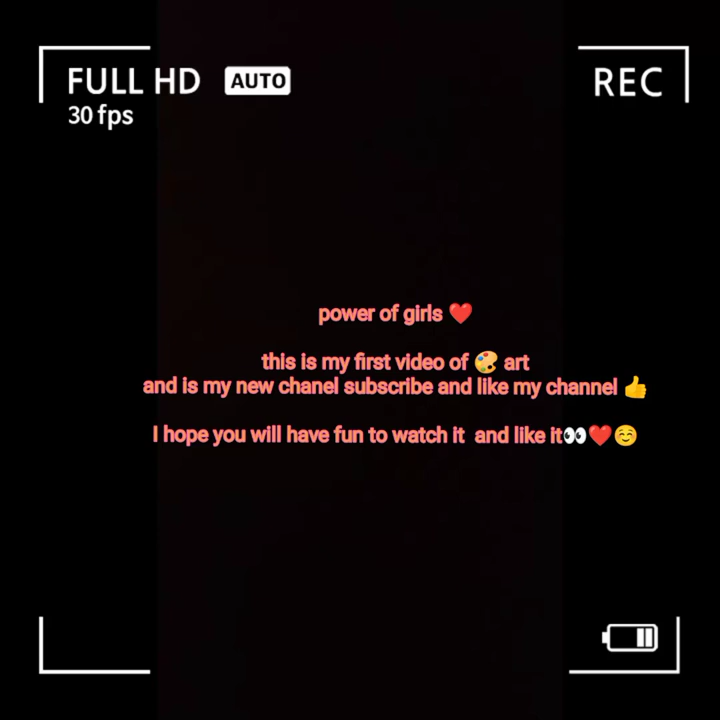 FULL HD AUTO
REC
30 fps
power of girls ❤️
this is my first video of 🎨 art
and is my new chanel subscribe and like my channel 👍
I hope you will have fun to watch it  and like it👀❤️☺️